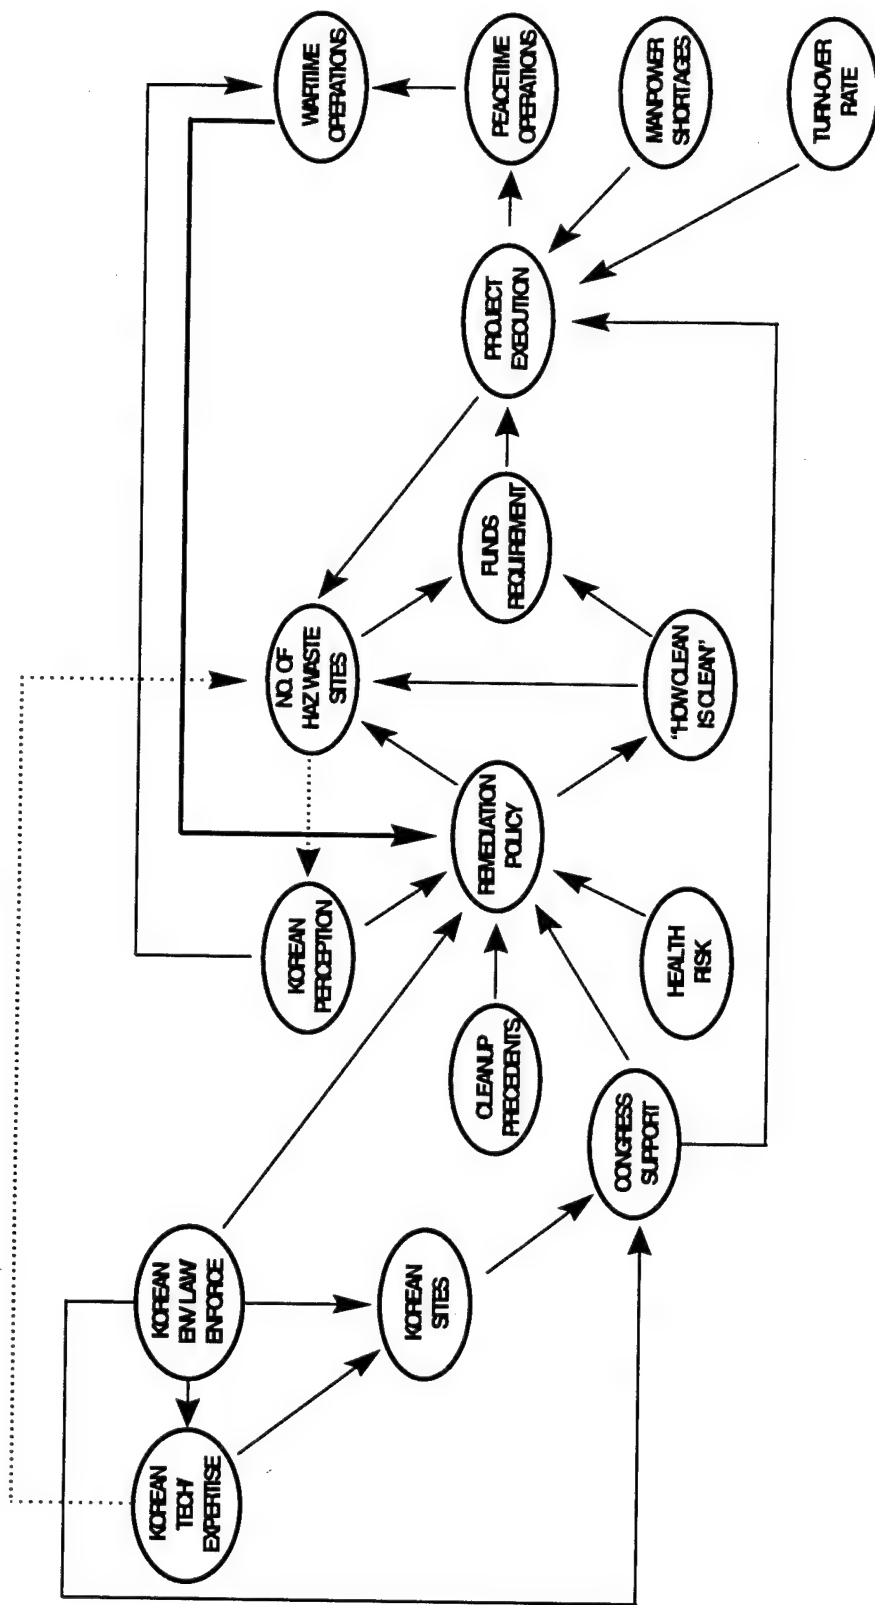 KOREAN
TECH/
EXPERTISE
KOREAN
ENV LAW/
ENFORCE
KOREAN
SITES
CONGRESS
SUPPORT
CLEANUP
PRECEDENTS
KOREAN
PERCEPTION
HEALTH
RISK
REMEDIATION
POLICY
NO. OF
HAZ WASTE
SITES
"HOW CLEAN
IS CLEAN"
FUNDS
REQUIREMENT
PROJECT
EXECUTION
WARTIME
OPERATIONS
PEACETIME
OPERATIONS
MANPOWER
SHORTAGES
TURN-OVER
RATE